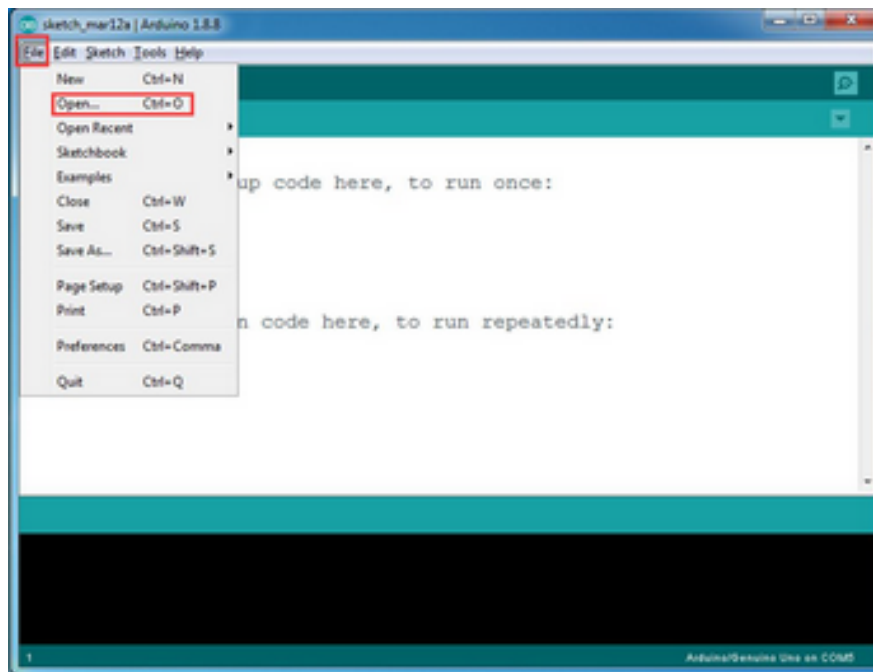 sketch_mar12a | Arduino 1.8.8
File Edit Sketch Tools Help
New Ctrl+N
Open... Ctrl+O
Open Recent
Sketchbook
Examples
Close Ctrl+W
Save Ctrl+S
Save As... Ctrl+Shift+S
Page Setup Ctrl+Shift+P
Print Ctrl+P
Preferences Ctrl+Comma
Quit Ctrl+Q
up code here, to run once:
n code here, to run repeatedly:
1
Arduino/Genuino Uno on COM5